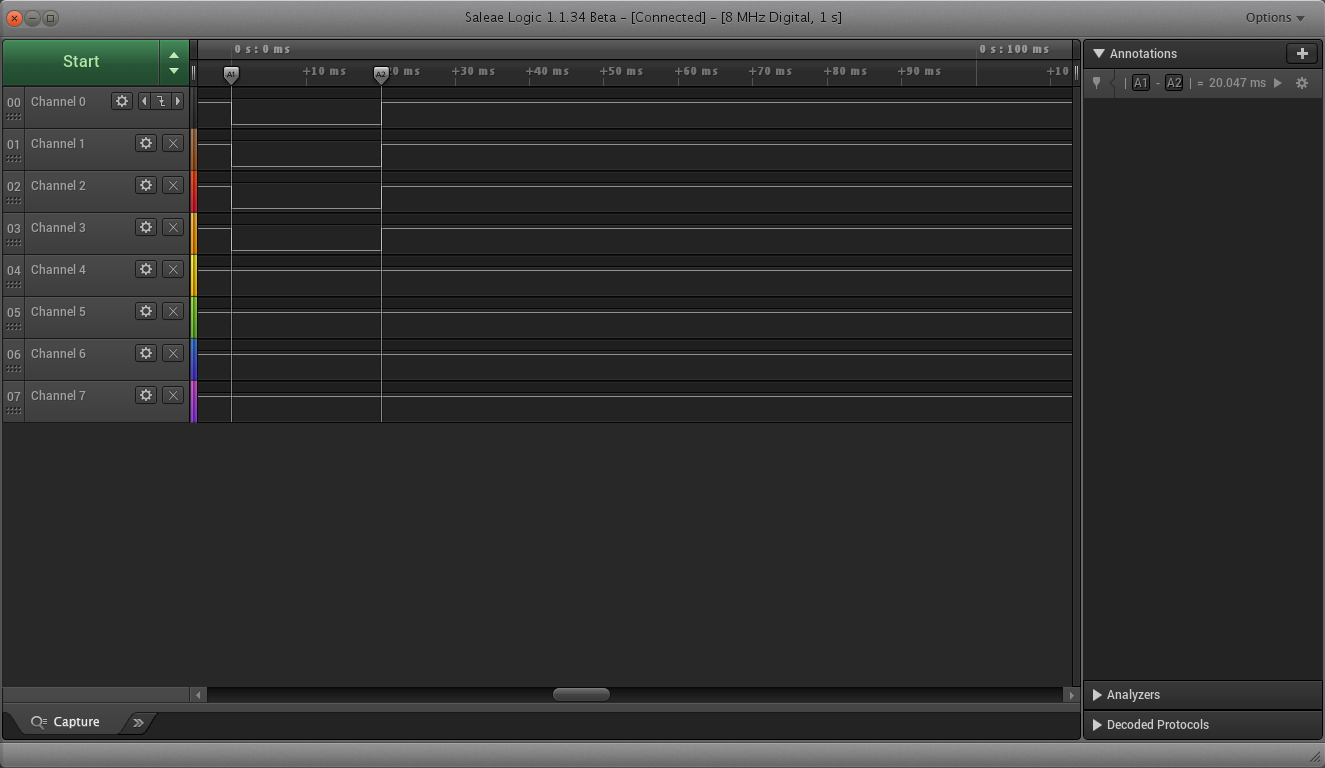 Saleae Logic 1.1.34 Beta - [Connected] - [8 MHz Digital, 1 s]
Options
Start
0 s : 0 ms
0 s : 100 ms
+10 ms
0 ms
+30 ms
+40 ms
+50 ms
+60 ms
+70 ms
+80 ms
+90 ms
+10
A1
A2
00 Channel 0
01 Channel 1
02 Channel 2
03 Channel 3
04 Channel 4
05 Channel 5
06 Channel 6
07 Channel 7
Capture
Annotations
| A1 - A2 | = 20.047 ms
Analyzers
Decoded Protocols